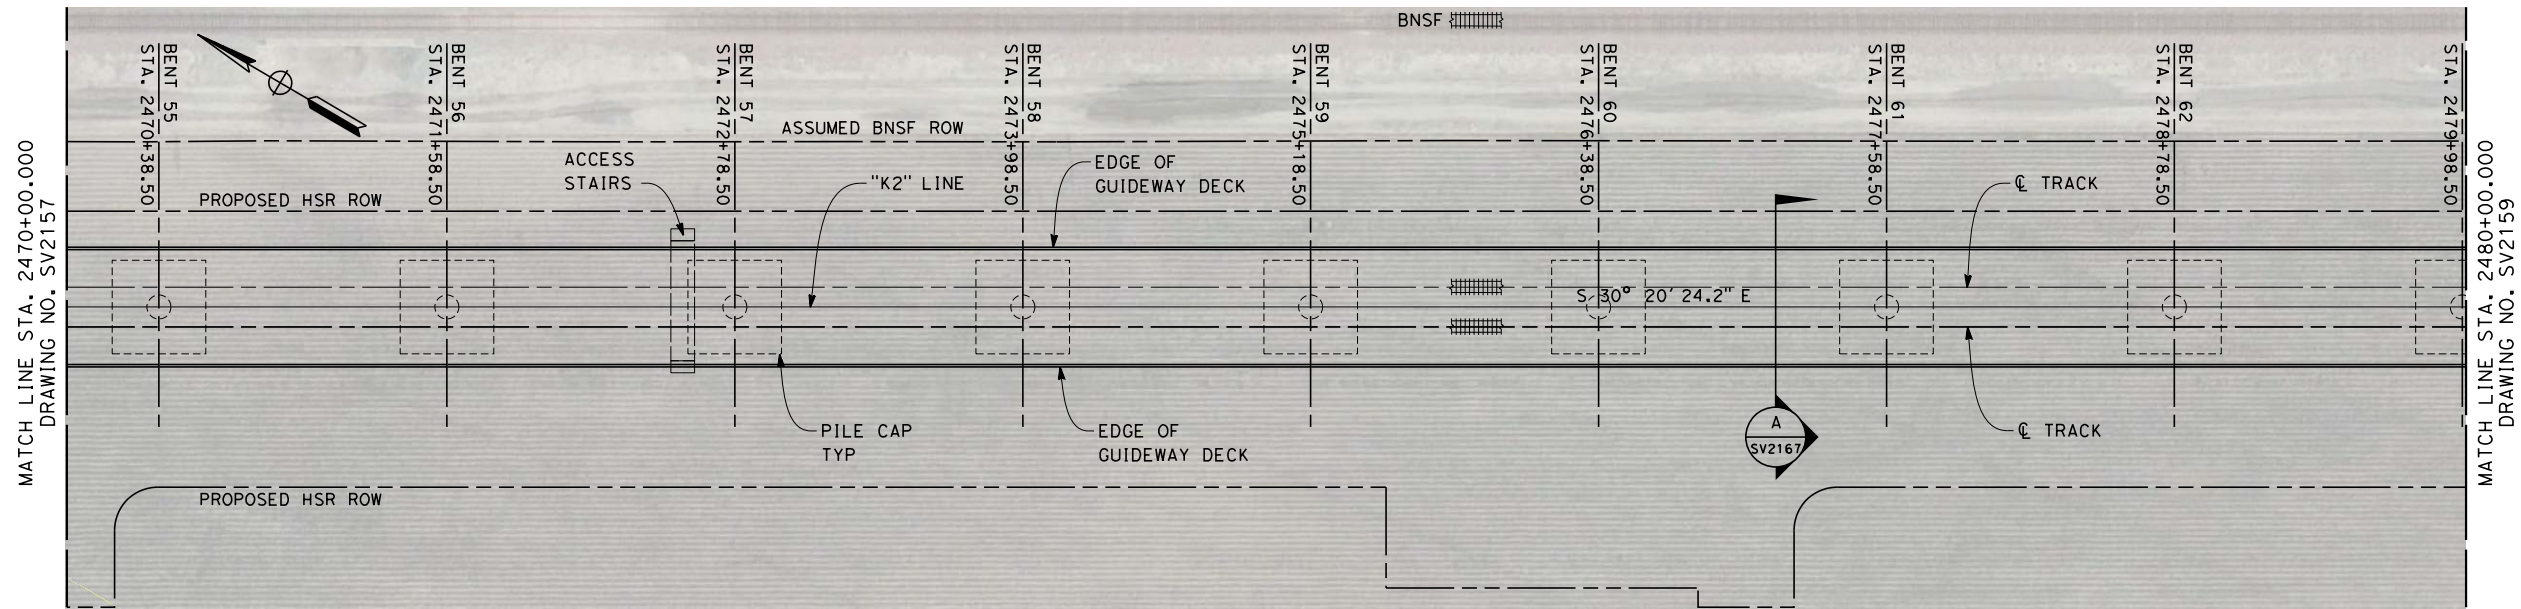 BNSF
BENT 55
STA. 2470+38.50
BENT 56
STA. 2471+58.50
BENT 57
STA. 2472+78.50
BENT 58
STA. 2473+98.50
BENT 59
STA. 2475+18.50
BENT 60
STA. 2476+38.50
BENT 61
STA. 2477+58.50
BENT 62
STA. 2478+78.50
STA. 2479+98.50
ASSUMED BNSF ROW
ACCESS
STAIRS
"K2" LINE
EDGE OF
GUIDEWAY DECK
℄ TRACK
PROPOSED HSR ROW
S 30° 20' 24.2" E
MATCH LINE STA. 2470+00.000
DRAWING NO. SV2157
MATCH LINE STA. 2480+00.000
DRAWING NO. SV2159
PILE CAP
TYP
EDGE OF
GUIDEWAY DECK
A
SV2167
℄ TRACK
PROPOSED HSR ROW